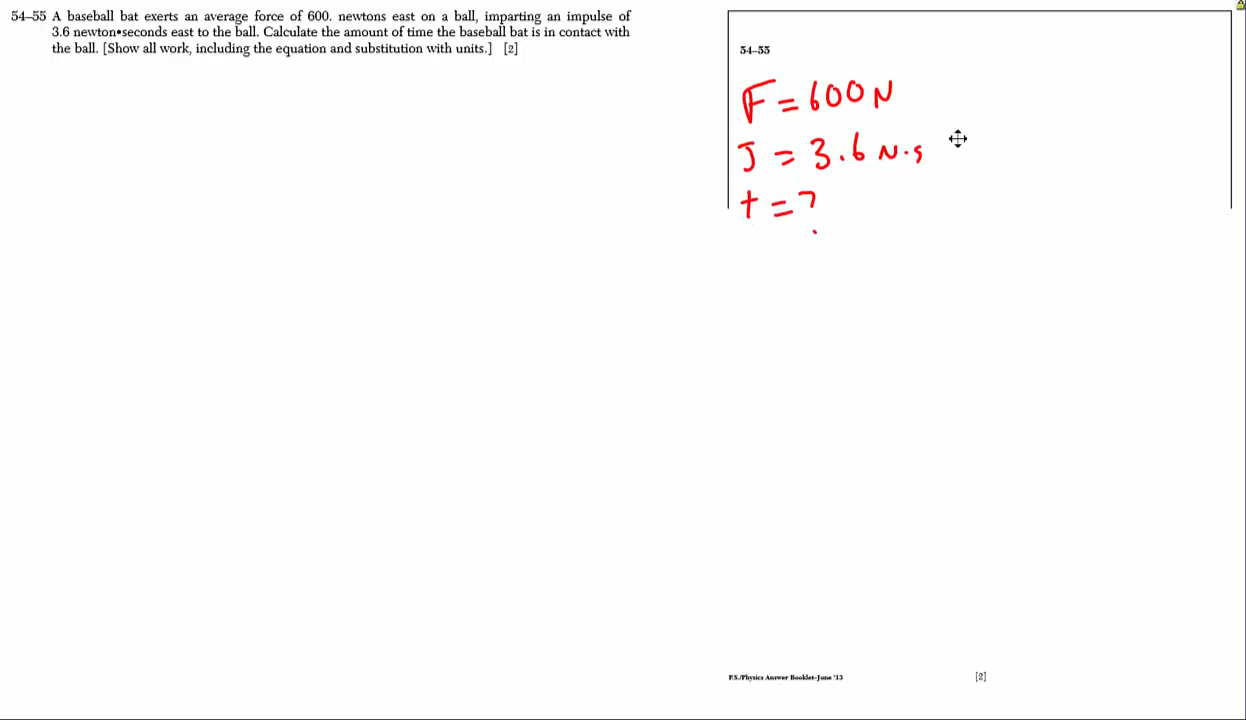 54–55 A baseball bat exerts an average force of 600. newtons east on a ball, imparting an impulse of
3.6 newton•seconds east to the ball. Calculate the amount of time the baseball bat is in contact with
the ball. [Show all work, including the equation and substitution with units.] [2]
54–55
F = 600 N
J = 3.6 N·s
t = ?
P.S./Physics Answer Booklet–June '13 [2]